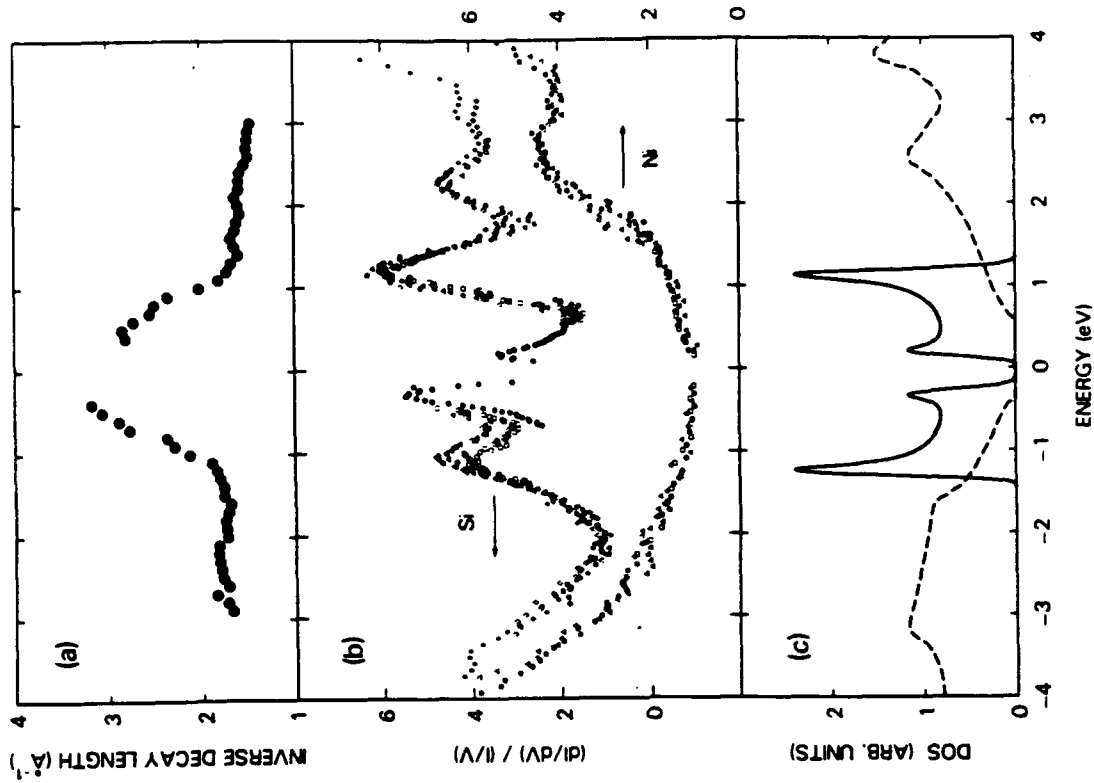 (a)
4
3
2
1
INVERSE DECAY LENGTH (Å⁻¹)
(b)
6
4
2
0
(dI/dV) / (I/V)
Si
Ni
6
4
2
0
(c)
2
1
0
DOS (ARB. UNITS)
-4 -3 -2 -1 0 1 2 3 4
ENERGY (eV)